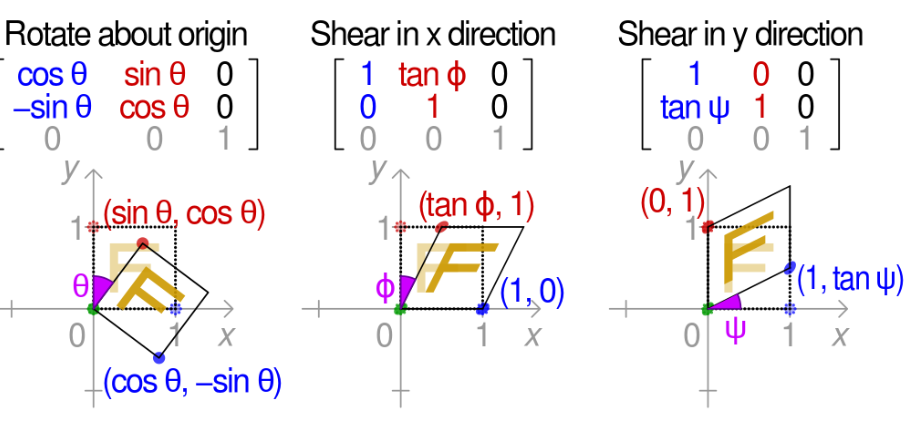 Rotate about origin
cos θ sin θ 0
–sin θ cos θ 0
0 0 1
y
1
(sin θ, cos θ)
θ
F
F
0
1
x
(cos θ, –sin θ)
Shear in x direction
1 tan ϕ 0
0 1 0
0 0 1
y
1
(tan ϕ, 1)
ϕ
F
F
(1, 0)
0
1
x
Shear in y direction
1 0 0
tan ψ 1 0
0 0 1
y
(0, 1)
1
F
F
(1, tan ψ)
0
ψ
1
x